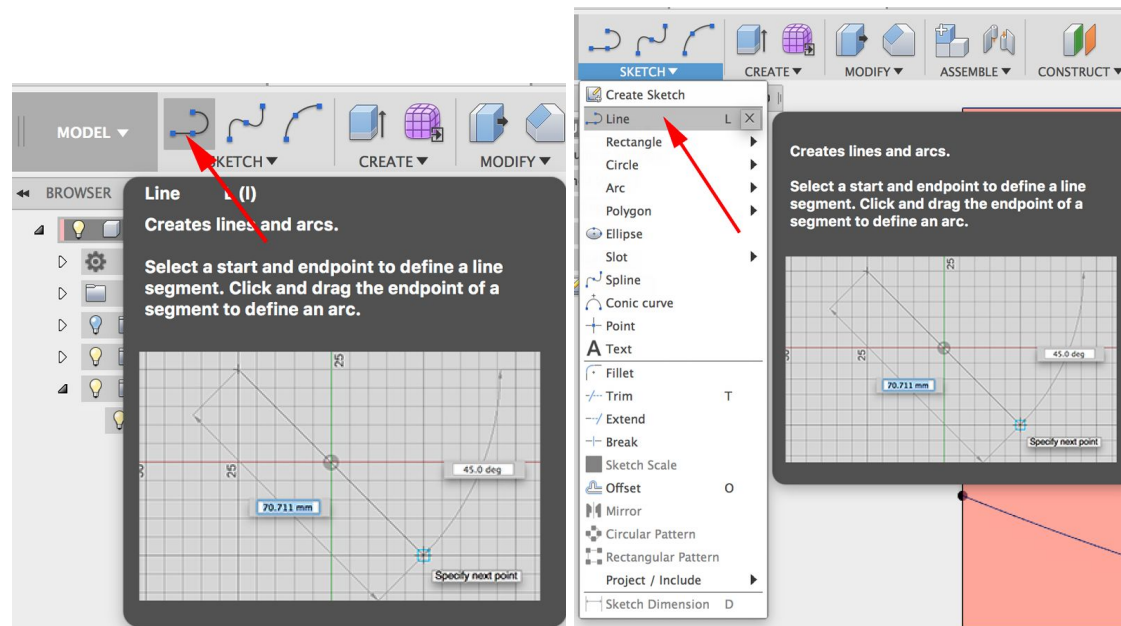 MODEL ▼
SKETCH ▼
CREATE ▼
MODIFY ▼
BROWSER
Line L (l)
Creates lines and arcs.
Select a start and endpoint to define a line
segment. Click and drag the endpoint of a
segment to define an arc.
25
25
45.0 deg
70.711 mm
Specify next point
SKETCH ▼
CREATE ▼
MODIFY ▼
ASSEMBLE ▼
CONSTRUCT ▼
Create Sketch
Line L
Rectangle
Circle
Arc
Polygon
Ellipse
Slot
Spline
Conic curve
Point
A Text
Fillet
Trim T
Extend
Break
Sketch Scale
Offset O
Mirror
Circular Pattern
Rectangular Pattern
Project / Include
Sketch Dimension D
Creates lines and arcs.
Select a start and endpoint to define a line
segment. Click and drag the endpoint of a
segment to define an arc.
25
25
45.0 deg
70.711 mm
Specify next point